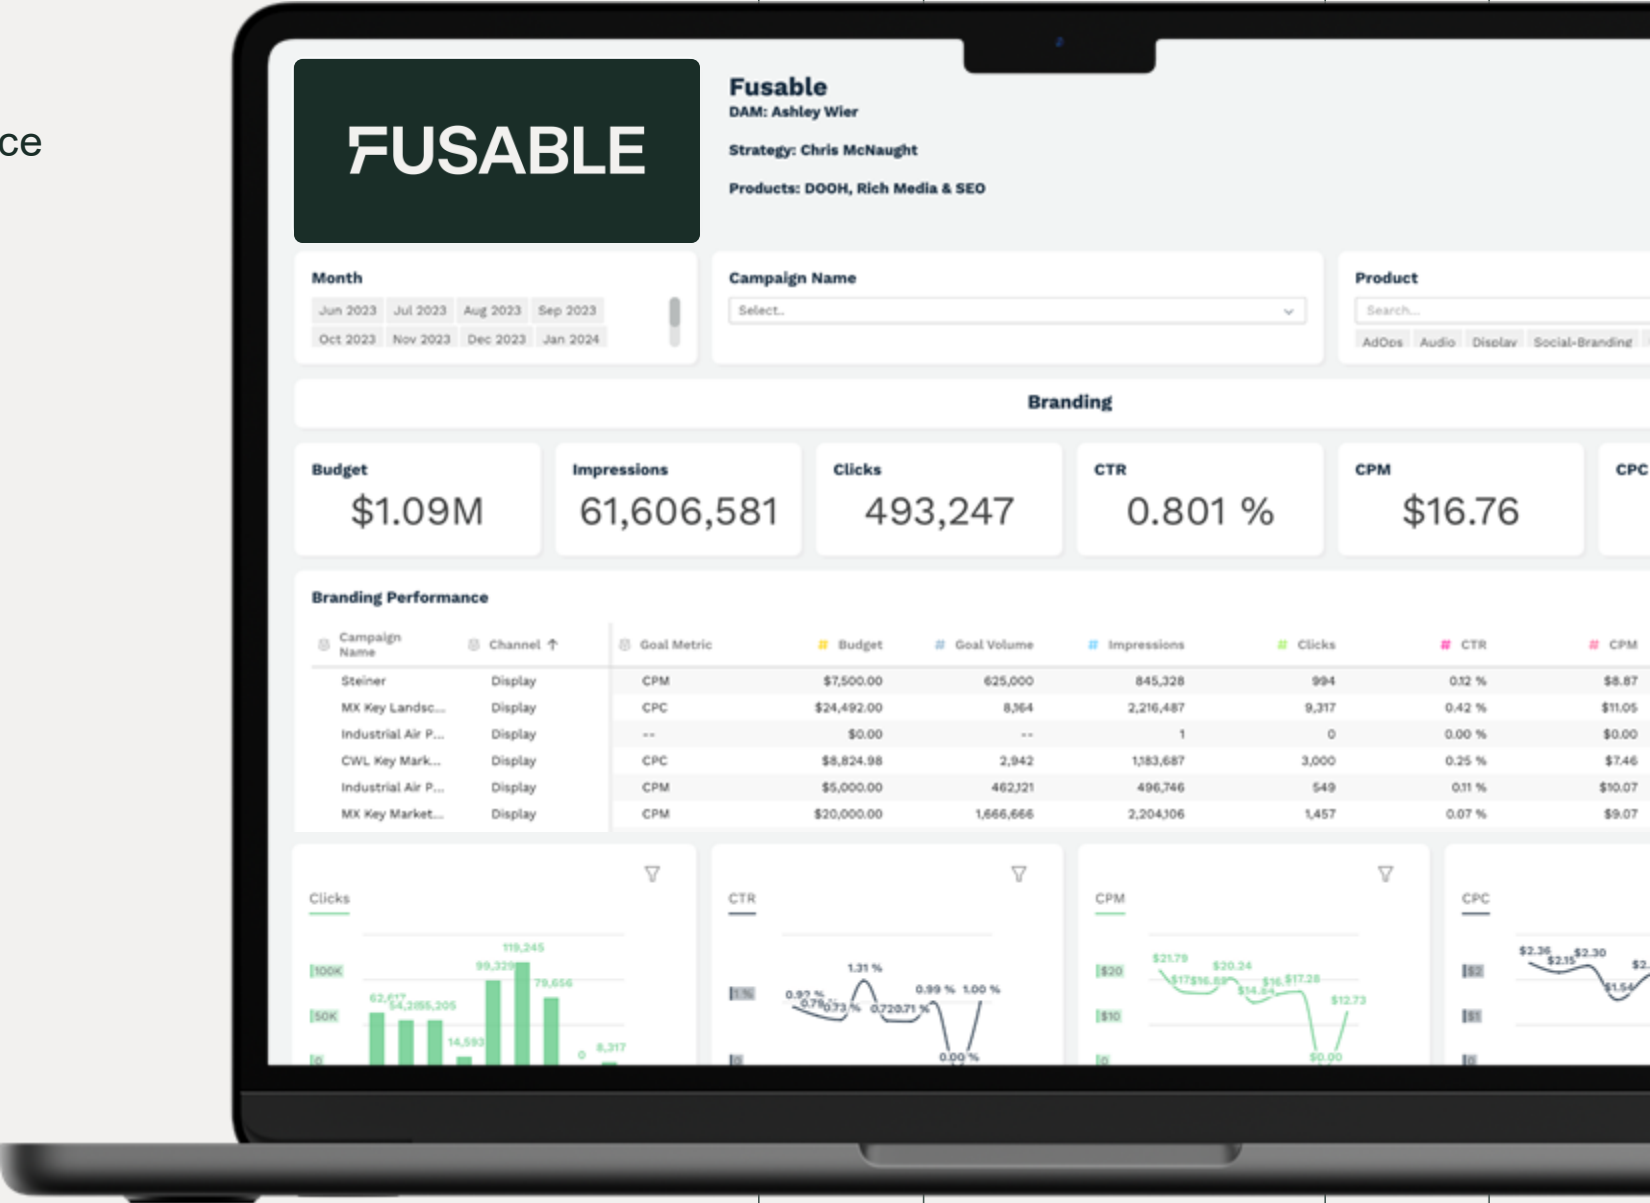 ce
FUSABLE
Fusable
DAM: Ashley Wier
Strategy: Chris McNaught
Products: DOOH, Rich Media & SEO
Month
Jun 2023 Jul 2023 Aug 2023 Sep 2023
Oct 2023 Nov 2023 Dec 2023 Jan 2024
Campaign Name
Select..
Product
Search...
AdOps Audio Display Social-Branding
Branding
Budget
$1.09M
Impressions
61,606,581
Clicks
493,247
CTR
0.801 %
CPM
$16.76
CPC
Branding Performance
Campaign Name Channel Goal Metric # Budget # Goal Volume # Impressions # Clicks # CTR # CPM
Steiner Display CPM $7,500.00 625,000 845,328 994 0.12 % $8.87
MX Key Landsc... Display CPC $24,492.00 8,164 2,216,487 9,317 0.42 % $11.05
Industrial Air P... Display -- $0.00 -- 1 0 0.00 % $0.00
CWL Key Mark... Display CPC $8,824.98 2,942 1,183,687 3,000 0.25 % $7.46
Industrial Air P... Display CPM $5,000.00 462,121 496,746 549 0.11 % $10.07
MX Key Market... Display CPM $20,000.00 1,666,666 2,204,106 1,457 0.07 % $9.07
Clicks
119,245
99,329
79,656
100K
50K
14,593
0 8,317
0
CTR
1.31 %
0.99 % 1.00 %
1 %
0.73 %
0.00 %
0
CPM
$21.79
$20.24
$17.28
$20
$12.73
$10
$0.00
0
CPC
$2.36
$2.15
$2.30
$2
$1.54
$1
0